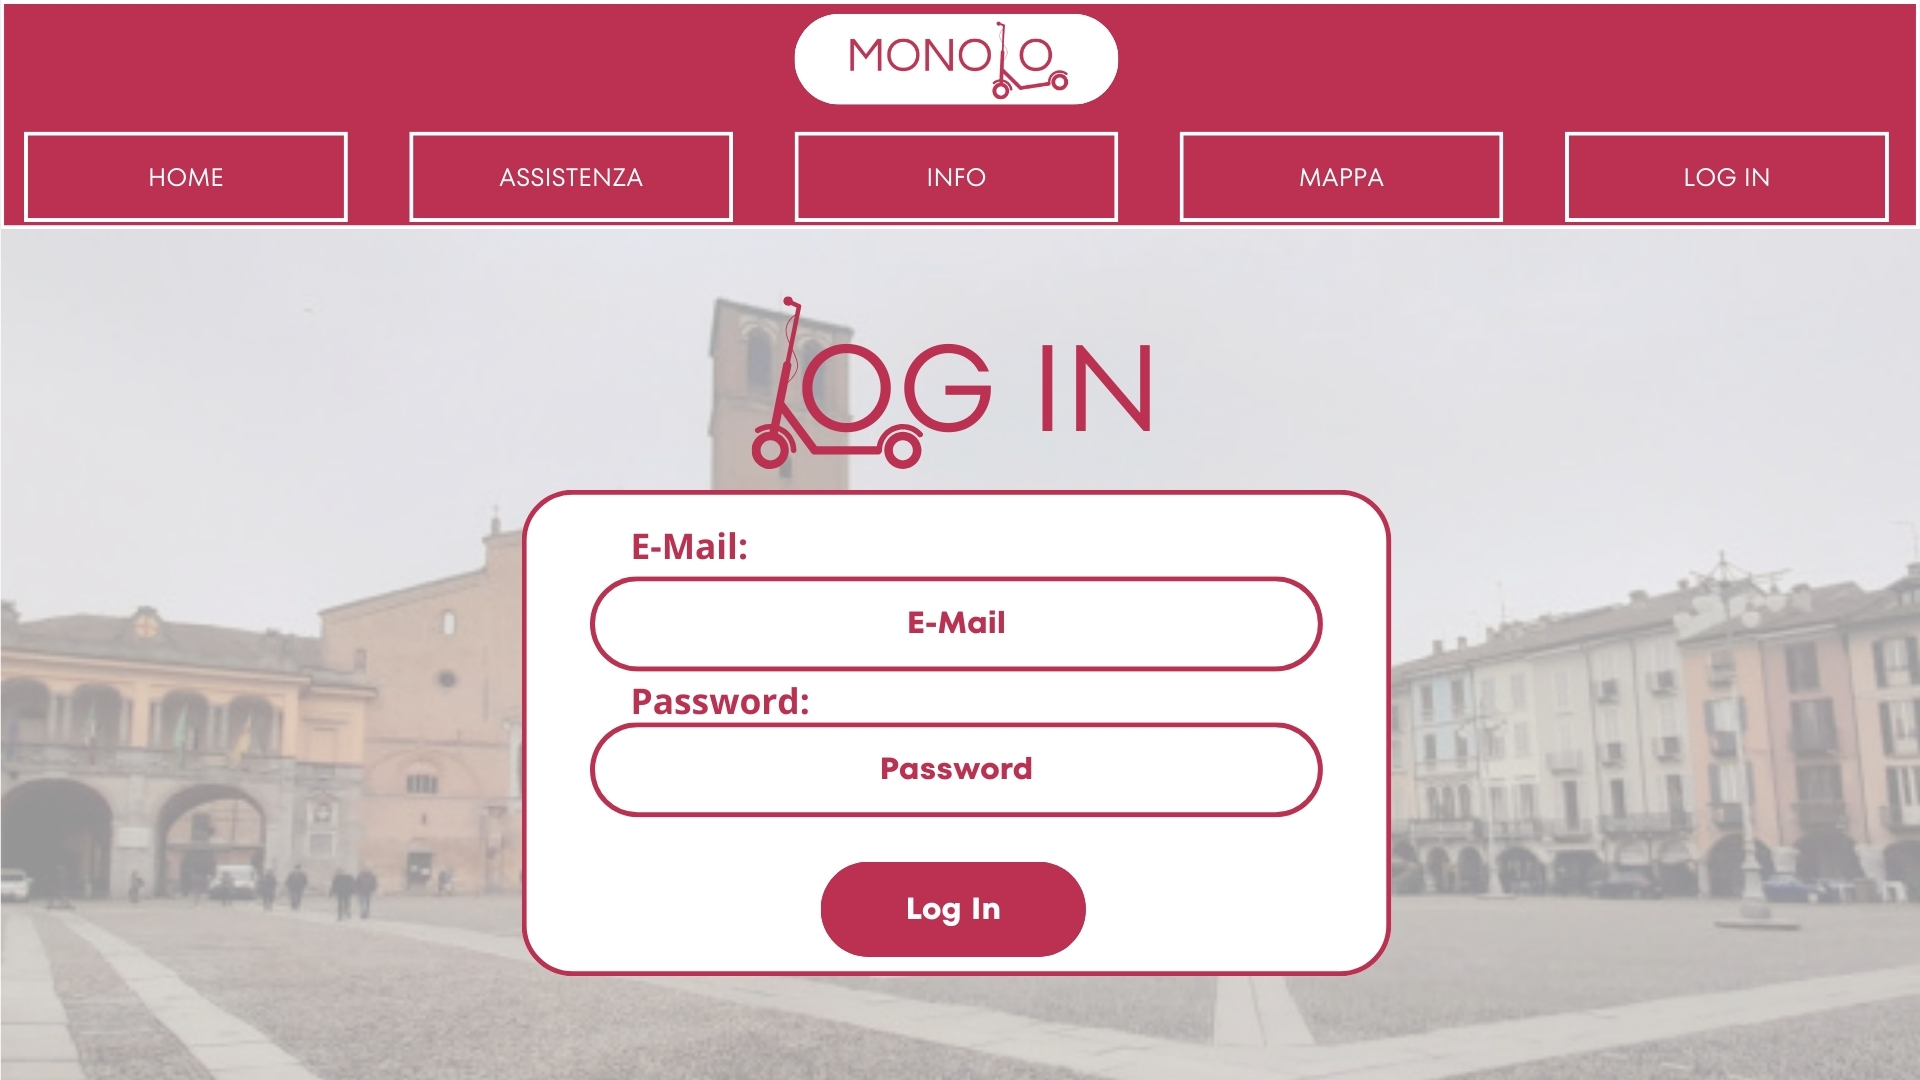 MONOLO
HOME
ASSISTENZA
INFO
MAPPA
LOG IN
LOG IN
E-Mail:
E-Mail
Password:
Password
Log In